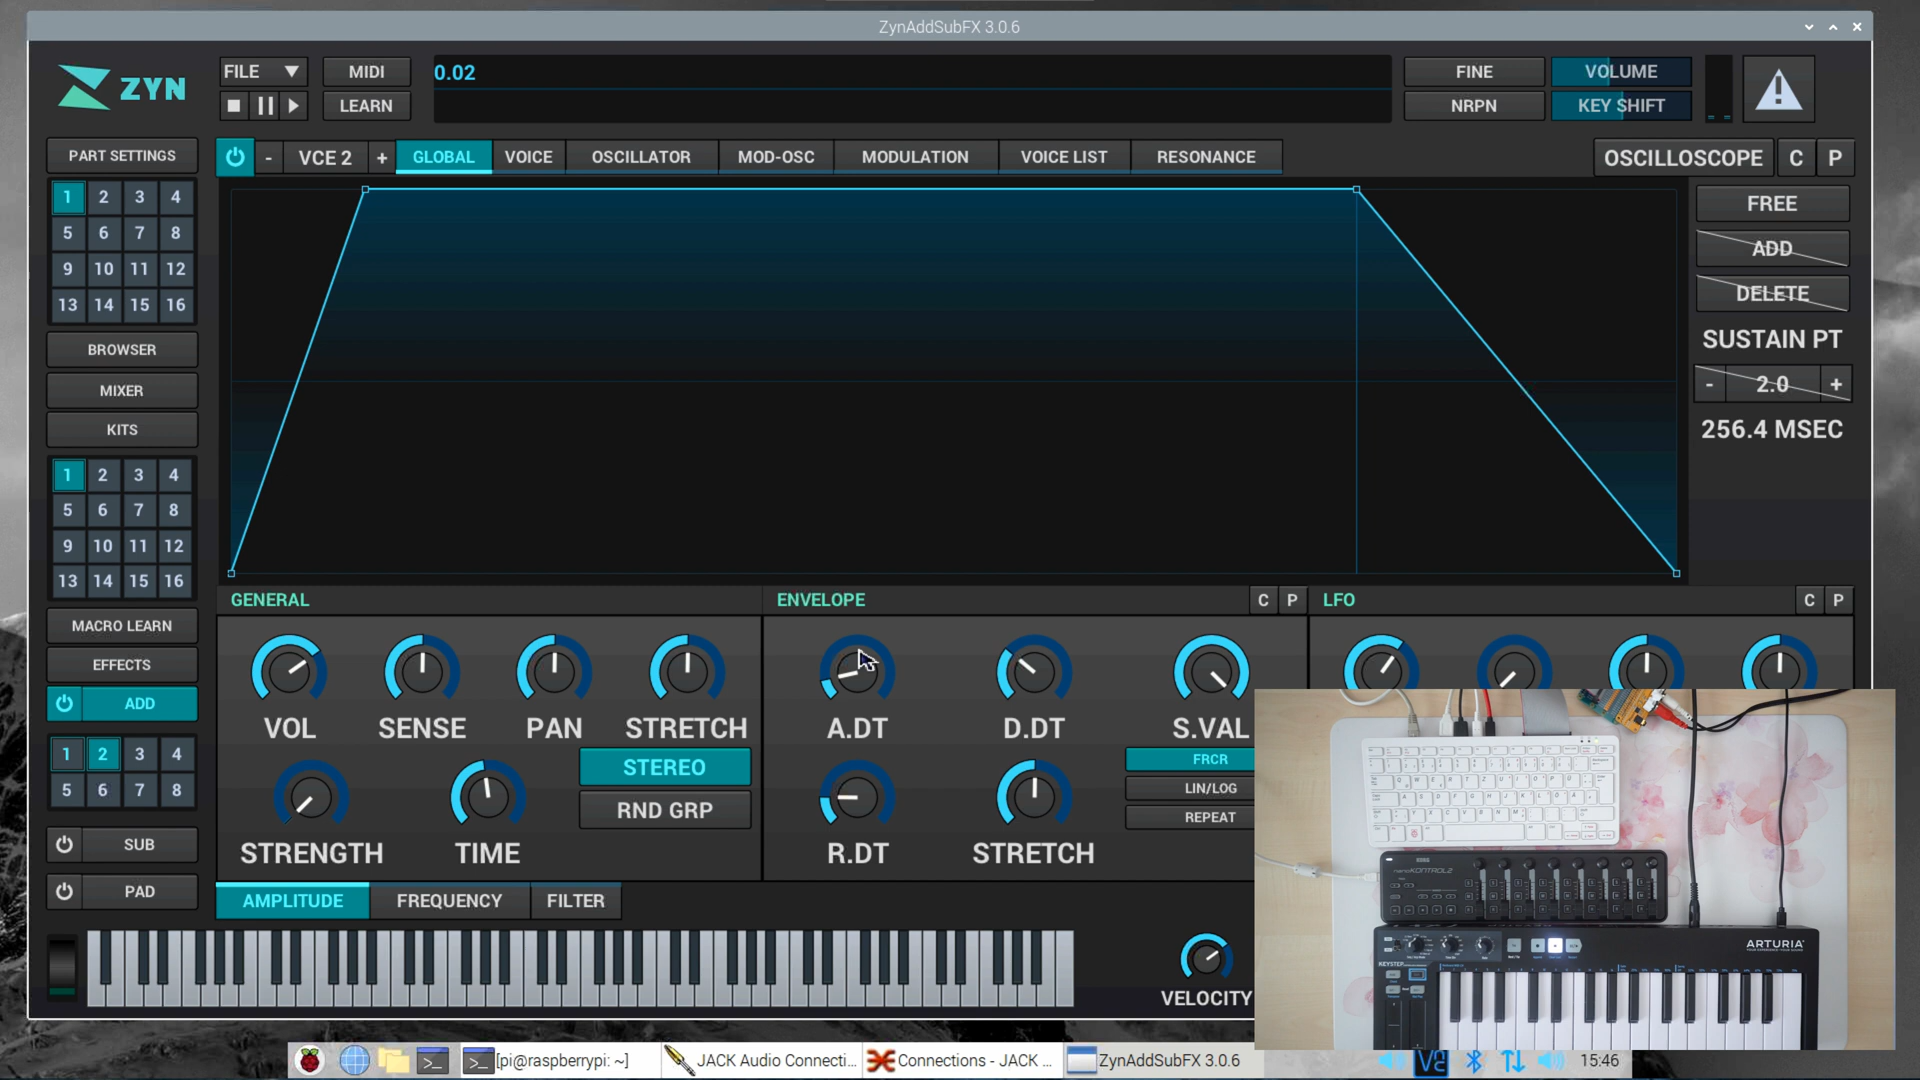 ZynAddSubFX 3.0.6
ZYN
FILE
MIDI
LEARN
0.02
FINE
VOLUME
NRPN
KEY SHIFT
PART SETTINGS
- VCE 2 +
GLOBAL
VOICE
OSCILLATOR
MOD-OSC
MODULATION
VOICE LIST
RESONANCE
OSCILLOSCOPE C P
1 2 3 4
5 6 7 8
9 10 11 12
13 14 15 16
FREE
ADD
DELETE
SUSTAIN PT
- 2.0 +
256.4 MSEC
BROWSER
MIXER
KITS
1 2 3 4
5 6 7 8
9 10 11 12
13 14 15 16
MACRO LEARN
EFFECTS
ADD
1 2 3 4
5 6 7 8
SUB
PAD
GENERAL
VOL
SENSE
PAN
STRETCH
STRENGTH
TIME
STEREO
RND GRP
ENVELOPE C P
A.DT
D.DT
S.VAL
R.DT
STRETCH
FRCR
LIN/LOG
REPEAT
LFO C P
AMPLITUDE
FREQUENCY
FILTER
VELOCITY
KORG
nanoKONTROL2
ARTURIA
KEYSTEP
[pi@raspberrypi: ~]
JACK Audio Connecti...
Connections - JACK ...
ZynAddSubFX 3.0.6
15:46